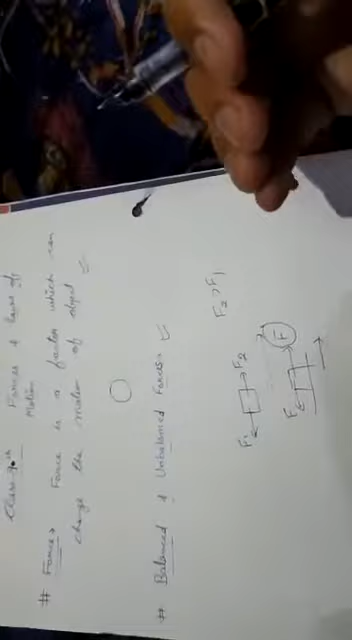 Class-9th
Forces & laws of
Motion
# Force → Force is a factor which can
change the motion of object
# Balanced & Unbalanced Forces→
F₂ > F₁
F₁ F₂
F F